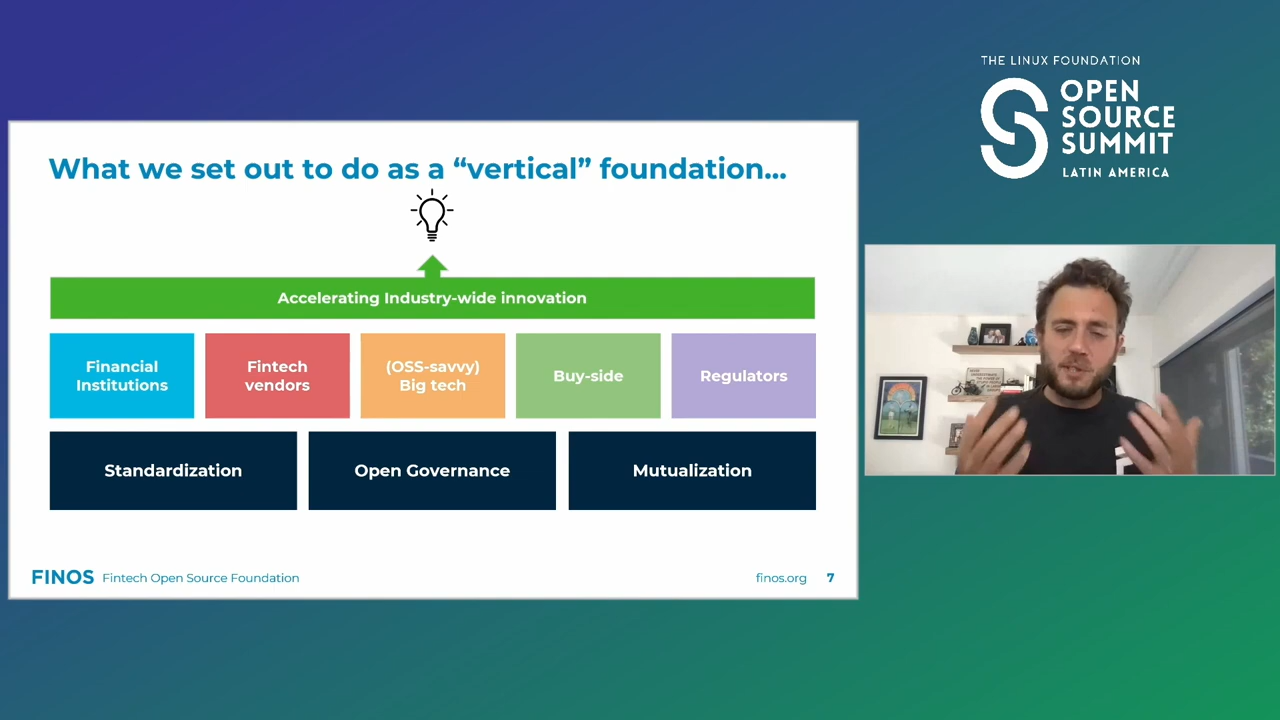 THE LINUX FOUNDATION
OPEN
SOURCE
SUMMIT
LATIN AMERICA
What we set out to do as a “vertical” foundation...
Accelerating Industry-wide innovation
Financial
Institutions
Fintech
vendors
(OSS-savvy)
Big tech
Buy-side
Regulators
Standardization
Open Governance
Mutualization
FINOS Fintech Open Source Foundation
finos.org 7